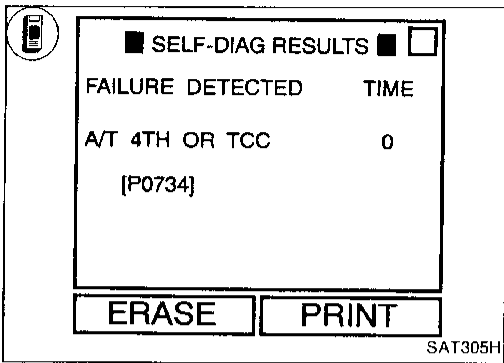 SELF-DIAG RESULTS
FAILURE DETECTED TIME
A/T 4TH OR TCC 0
[P0734]
ERASE PRINT
SAT305H